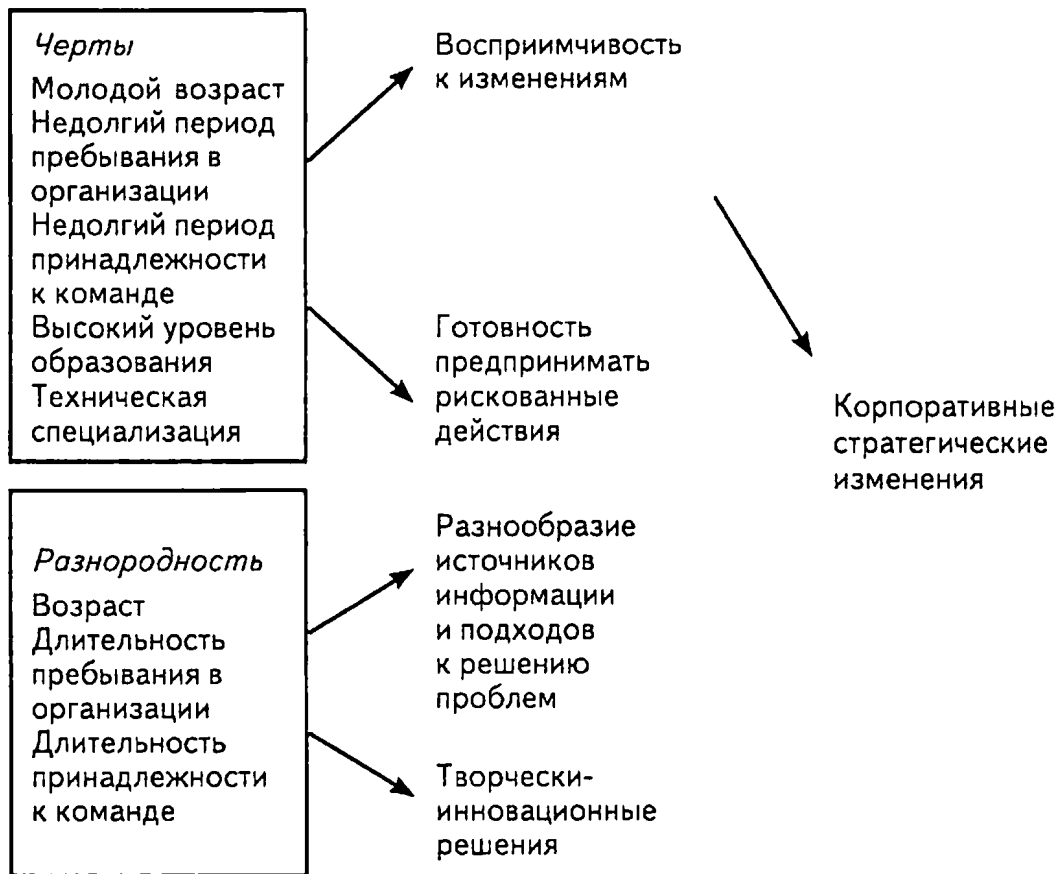 Черты
Молодой возраст
Недолгий период
пребывания в
организации
Недолгий период
принадлежности
к команде
Высокий уровень
образования
Техническая
специализация
Восприимчивость
к изменениям
Готовность
предпринимать
рискованные
действия
Корпоративные
стратегические
изменения
Разнородность
Возраст
Длительность
пребывания в
организации
Длительность
принадлежности
к команде
Разнообразие
источников
информации
и подходов
к решению
проблем
Творчески-
инновационные
решения